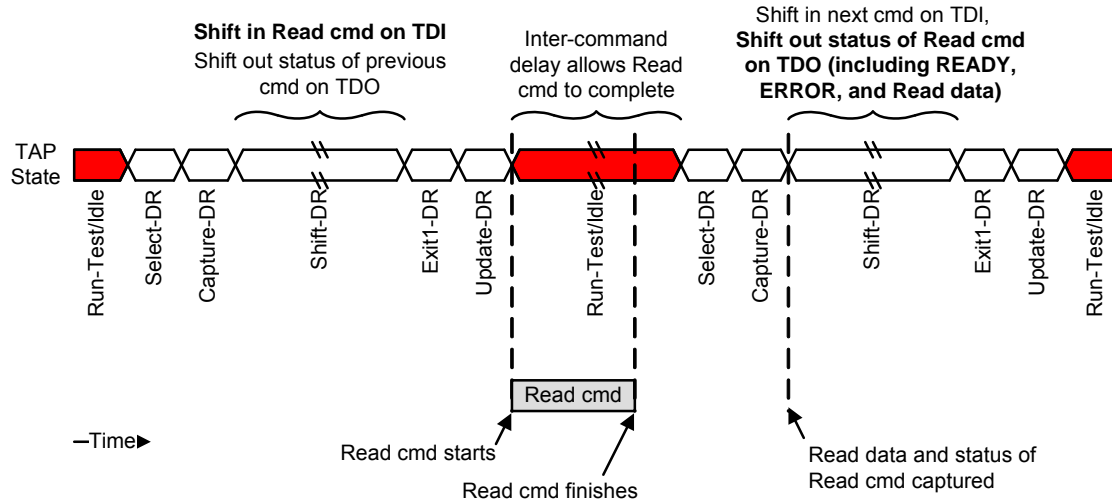 Shift in Read cmd on TDI
Shift out status of previous
cmd on TDO
Inter-command
delay allows Read
cmd to complete
Shift in next cmd on TDI,
Shift out status of Read cmd
on TDO (including READY,
ERROR, and Read data)
TAP
State
Run-Test/Idle
Select-DR
Capture-DR
Shift-DR
Exit1-DR
Update-DR
Run-Test/Idle
Select-DR
Capture-DR
Shift-DR
Exit1-DR
Update-DR
Run-Test/Idle
Read cmd
Time
Read cmd starts
Read cmd finishes
Read data and status of
Read cmd captured